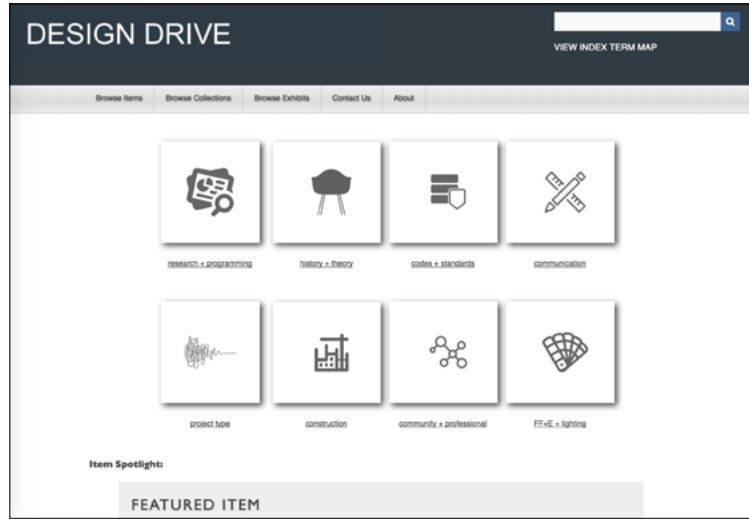 DESIGN DRIVE
VIEW INDEX TERM MAP
Browse Items Browse Collections Browse Exhibits Contact Us About
research + programming history + theory codes + standards communication
project type construction community + professional FF+E + lighting
Item Spotlight:
FEATURED ITEM